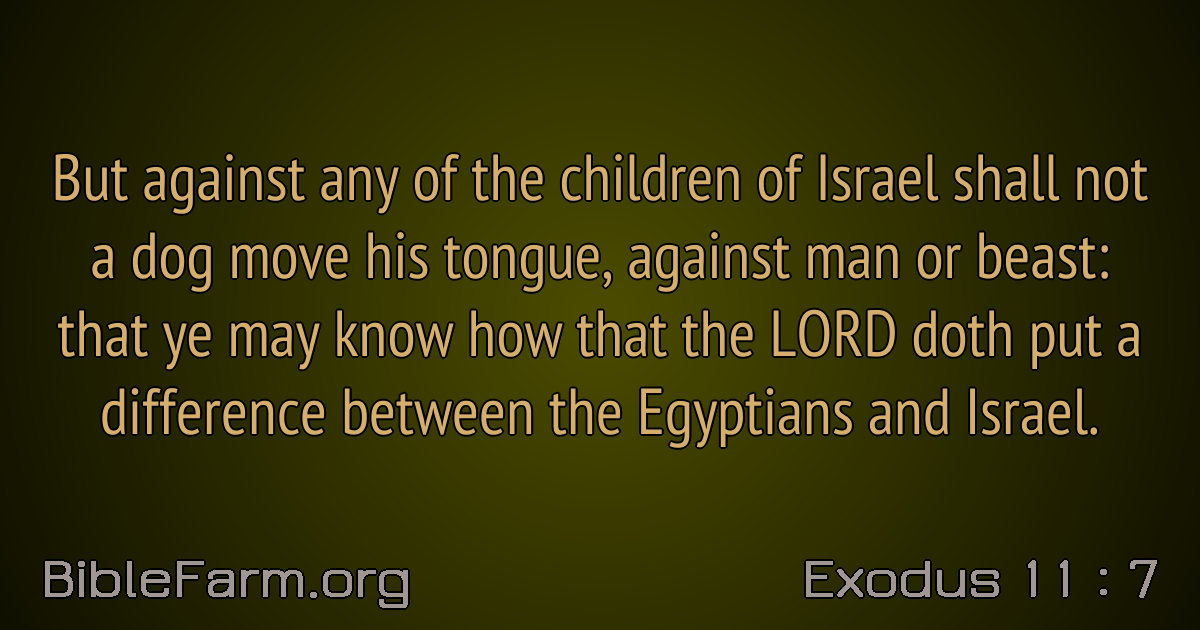 But against any of the children of Israel shall not
a dog move his tongue, against man or beast:
that ye may know how that the LORD doth put a
difference between the Egyptians and Israel.
BibleFarm.org
Exodus 11 : 7